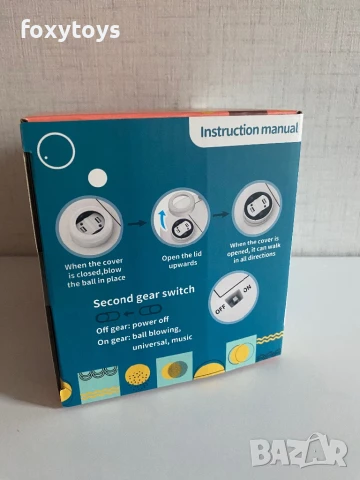 foxytoys
Instruction manual
When the cover
is closed,blow
the ball in place
Open the lid
upwards
When the cover is
opened, it can walk
in all directions
Second gear switch
Off gear: power off
On gear: ball blowing,
universal, music
OFF
ON
BAZAR